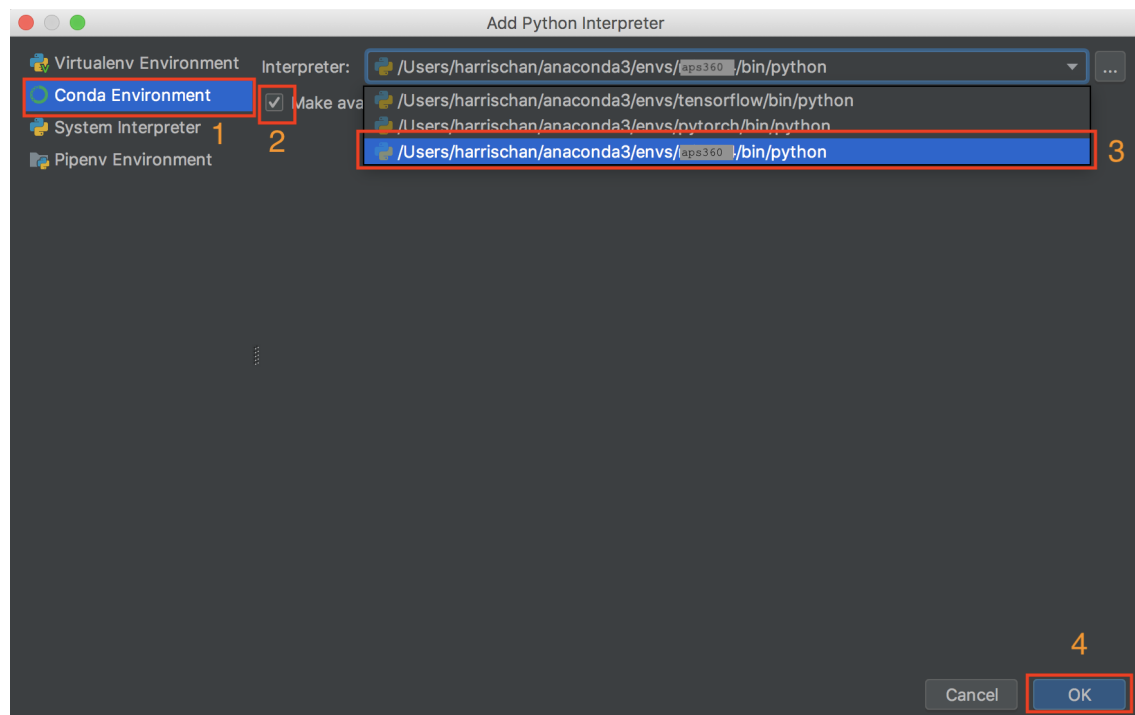 Add Python Interpreter
Virtualenv Environment
Conda Environment
System Interpreter
Pipenv Environment
1
Interpreter:
/Users/harrischan/anaconda3/envs/aps360/bin/python
...
Make ava
2
/Users/harrischan/anaconda3/envs/tensorflow/bin/python
/Users/harrischan/anaconda3/envs/pytorch/bin/python
/Users/harrischan/anaconda3/envs/aps360/bin/python
3
4
Cancel
OK